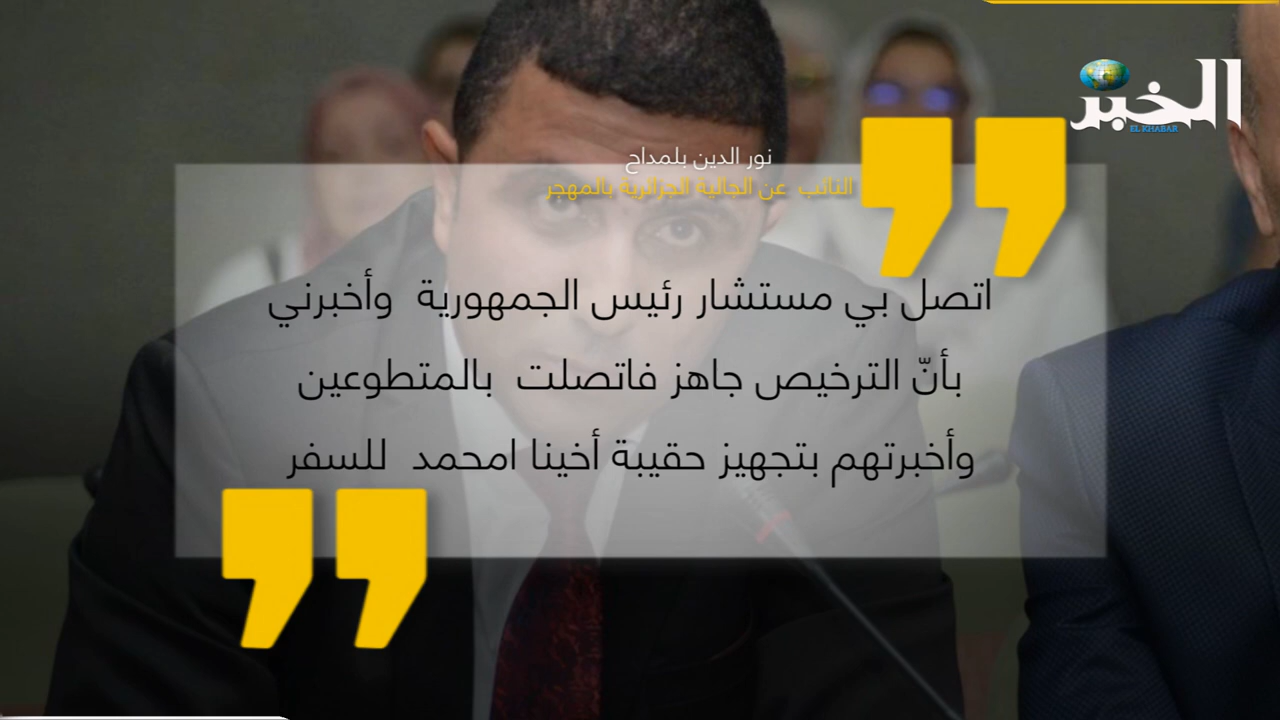 الخبر
EL KHABAR
نور الدين بلمداح
النائب عن الجالية الجزائرية بالمهجر
اتصل بي مستشار رئيس الجمهورية وأخبرني
بأنّ الترخيص جاهز فاتصلت بالمتطوعين
وأخبرتهم بتجهيز حقيبة أخينا امحمد للسفر